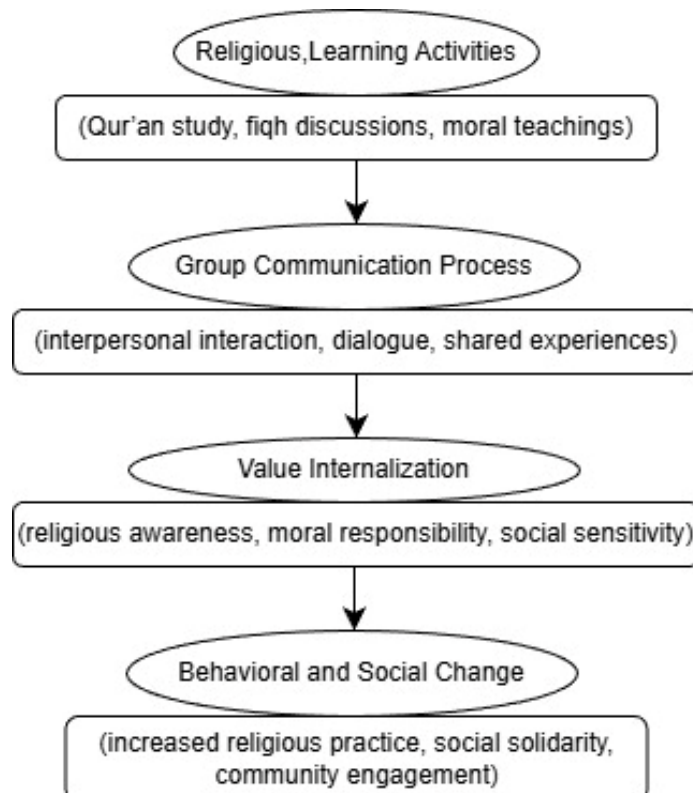 Religious,Learning Activities
(Qur'an study, fiqh discussions, moral teachings)
Group Communication Process
(interpersonal interaction, dialogue, shared experiences)
Value Internalization
(religious awareness, moral responsibility, social sensitivity)
Behavioral and Social Change
(increased religious practice, social solidarity,
community engagement)